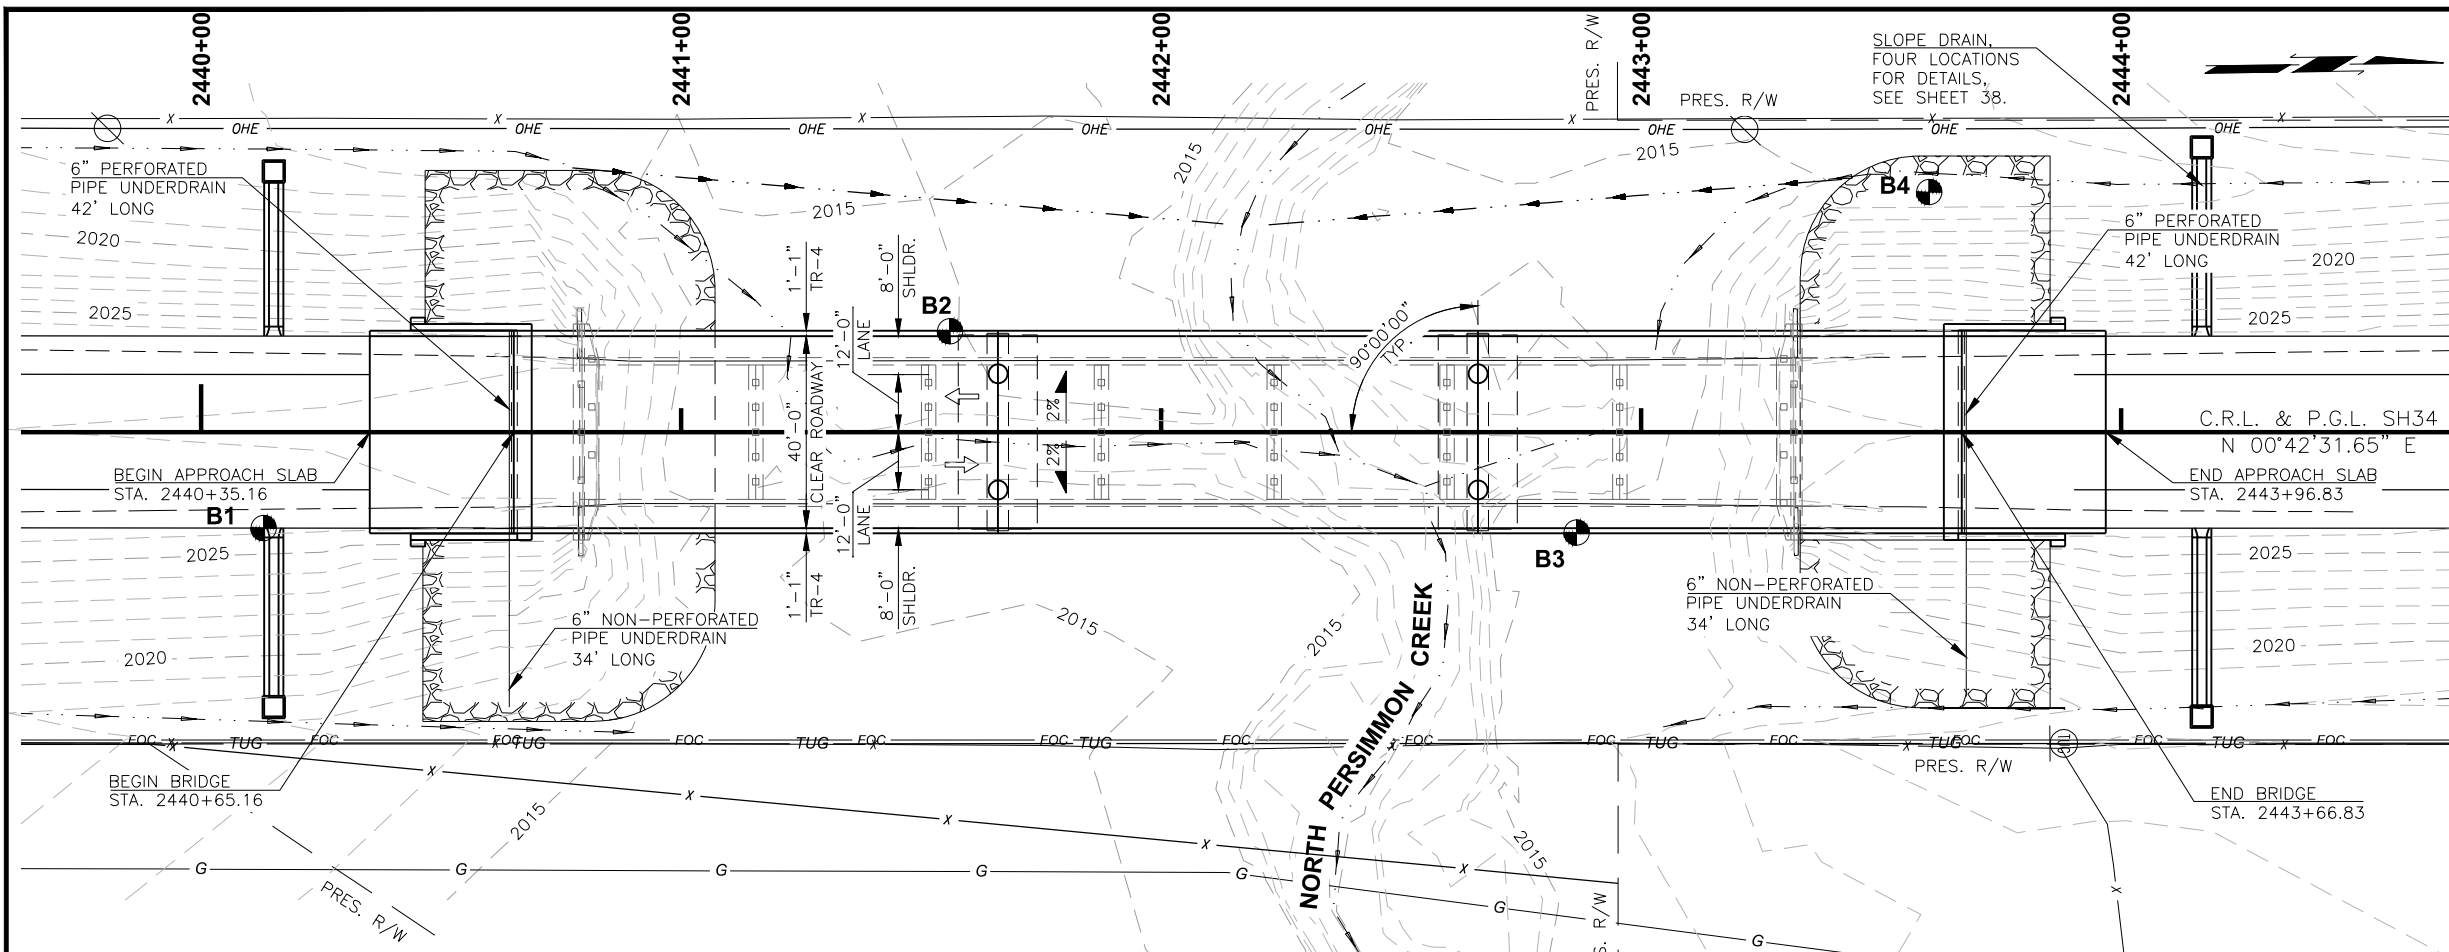 2440+00
2441+00
2442+00
PRES. R/W
2443+00
2444+00
SLOPE DRAIN,
FOUR LOCATIONS
FOR DETAILS,
SEE SHEET 38.
PRES. R/W
X
X
X
X
X
X
OHE
OHE
OHE
OHE
OHE
OHE
OHE
OHE
6" PERFORATED
PIPE UNDERDRAIN
42' LONG
2015
2015
2015
B4
6" PERFORATED
PIPE UNDERDRAIN
42' LONG
2020
2020
2025
2025
1'-1"
TR-4
8'-0"
SHLDR.
B2
12'-0"
LANE
90°00'00"
TYP.
40'-0"
CLEAR ROADWAY
2%
2%
C.R.L. & P.G.L. SH34
N 00°42'31.65" E
BEGIN APPROACH SLAB
STA. 2440+35.16
END APPROACH SLAB
STA. 2443+96.83
B1
12'-0"
LANE
B3
2025
2025
1'-1"
TR-4
8'-0"
SHLDR.
6" NON-PERFORATED
PIPE UNDERDRAIN
34' LONG
6" NON-PERFORATED
PIPE UNDERDRAIN
34' LONG
2015
2015
2020
2020
NORTH PERSIMMON CREEK
FOC X TUG FOC X FOC TUG FOC TUG FOC X FOC TUG FOC X FOC FOC TUG FOC X TUG FOC FOC TUG X FOC
TUG
PRES. R/W
BEGIN BRIDGE
STA. 2440+65.16
END BRIDGE
STA. 2443+66.83
X
X
X
X
X
X
2015
2015
G
G
G
G
G
G
G
PRES. R/W
S. R/W